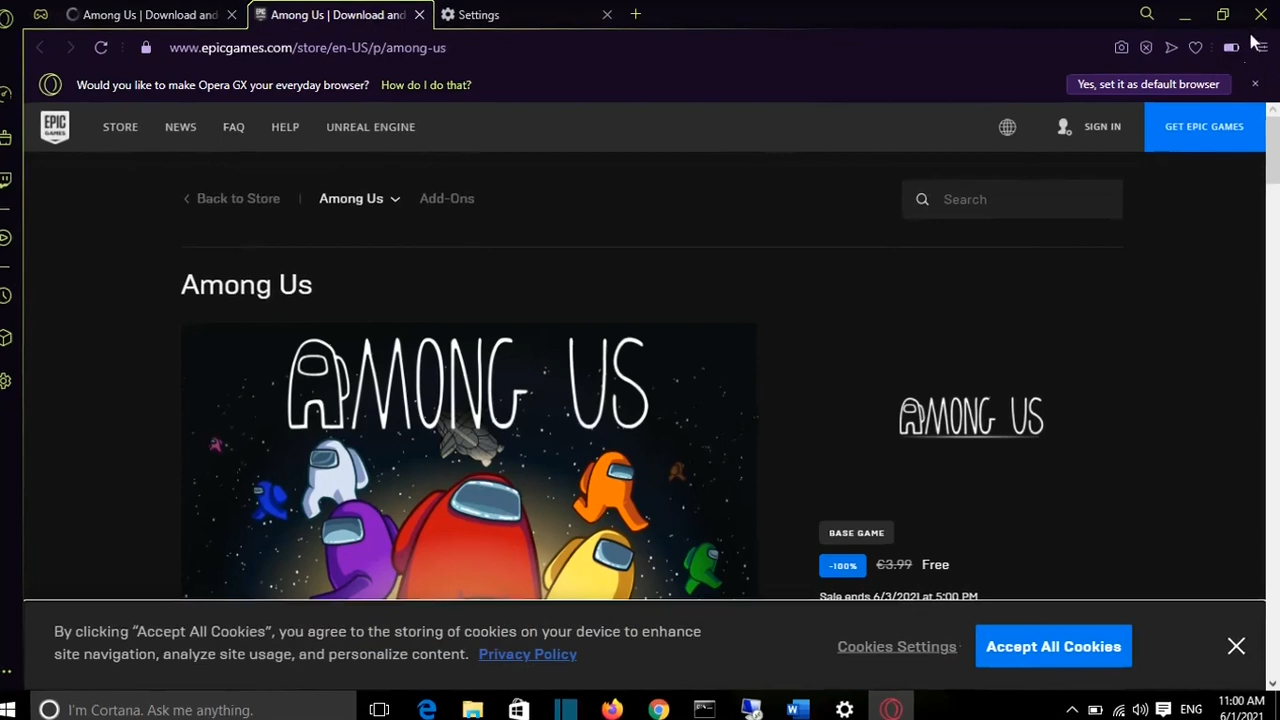 Among Us | Download and
Among Us | Download and
Settings
www.epicgames.com/store/en-US/p/among-us
Would you like to make Opera GX your everyday browser? How do I do that?
Yes, set it as default browser
EPIC GAMES
STORE
NEWS
FAQ
HELP
UNREAL ENGINE
SIGN IN
GET EPIC GAMES
Back to Store
Among Us
Add-Ons
Search
Among Us
AMONG US
AMONG US
BASE GAME
-100%
€3.99 Free
Sale ends 6/3/2021 at 5:00 PM
By clicking “Accept All Cookies”, you agree to the storing of cookies on your device to enhance
site navigation, analyze site usage, and personalize content. Privacy Policy
Cookies Settings
Accept All Cookies
I'm Cortana. Ask me anything.
ENG
11:00 AM
6/1/2021